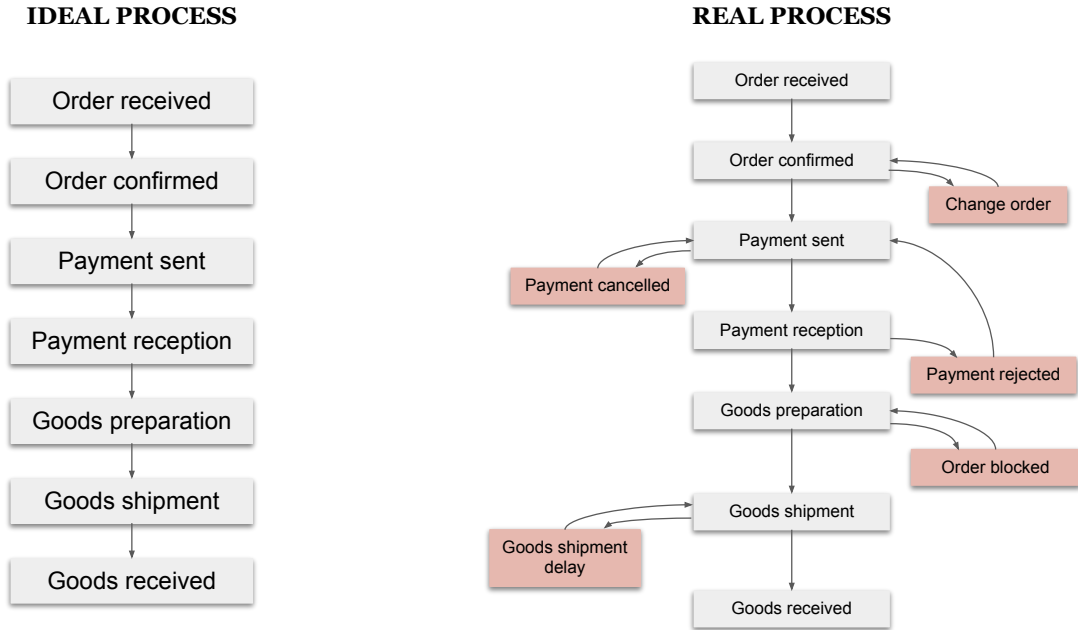 IDEAL PROCESS
Order received
Order confirmed
Payment sent
Payment reception
Goods preparation
Goods shipment
Goods received
REAL PROCESS
Order received
Order confirmed
Change order
Payment sent
Payment cancelled
Payment reception
Payment rejected
Goods preparation
Order blocked
Goods shipment
Goods shipment
delay
Goods received